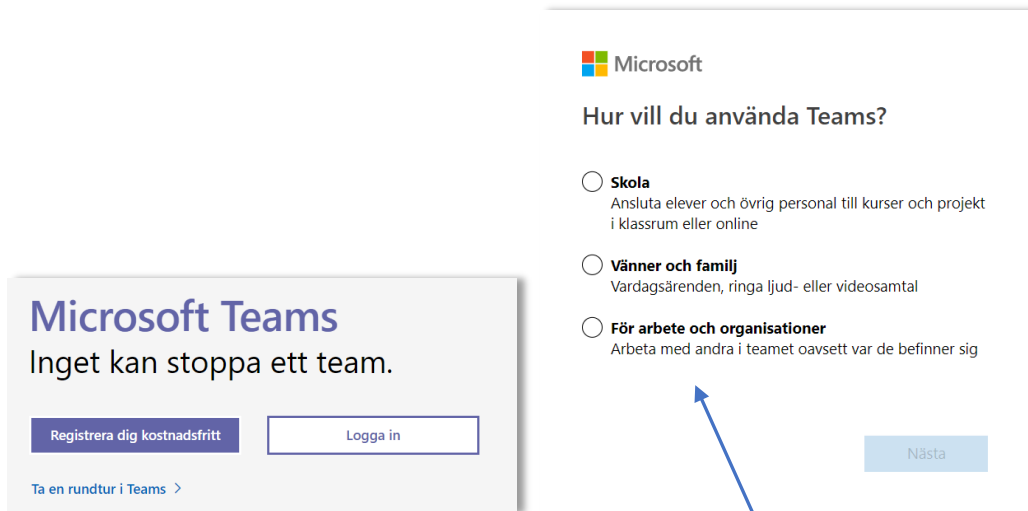 Microsoft
Hur vill du använda Teams?
Skola
Ansluta elever och övrig personal till kurser och projekt
i klassrum eller online
Vänner och familj
Vardagsärenden, ringa ljud- eller videosamtal
För arbete och organisationer
Arbeta med andra i teamet oavsett var de befinner sig
Nästa
Microsoft Teams
Inget kan stoppa ett team.
Registrera dig kostnadsfritt
Logga in
Ta en rundtur i Teams >